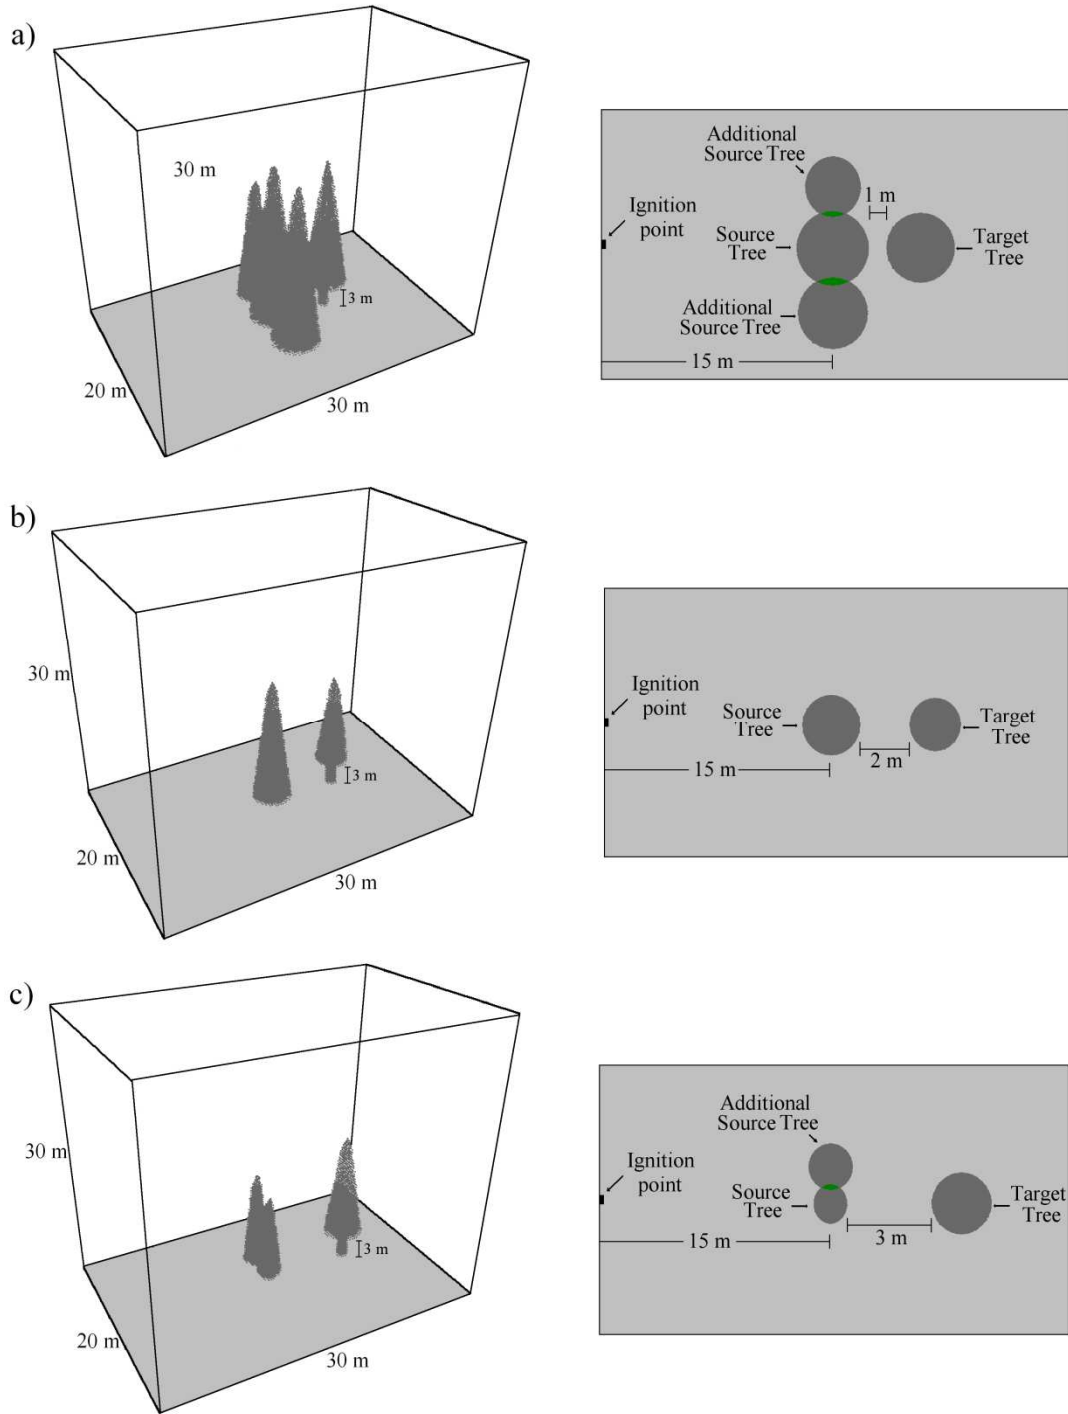 a)
30 m
3 m
20 m
30 m
Additional
Source Tree
1 m
Ignition
point
Source
Tree
Target
Tree
Additional
Source Tree
15 m
b)
30 m
3 m
20 m
30 m
Ignition
point
Source
Tree
Target
Tree
2 m
15 m
c)
30 m
3 m
20 m
30 m
Additional
Source Tree
Ignition
point
Source
Tree
Target
Tree
3 m
15 m